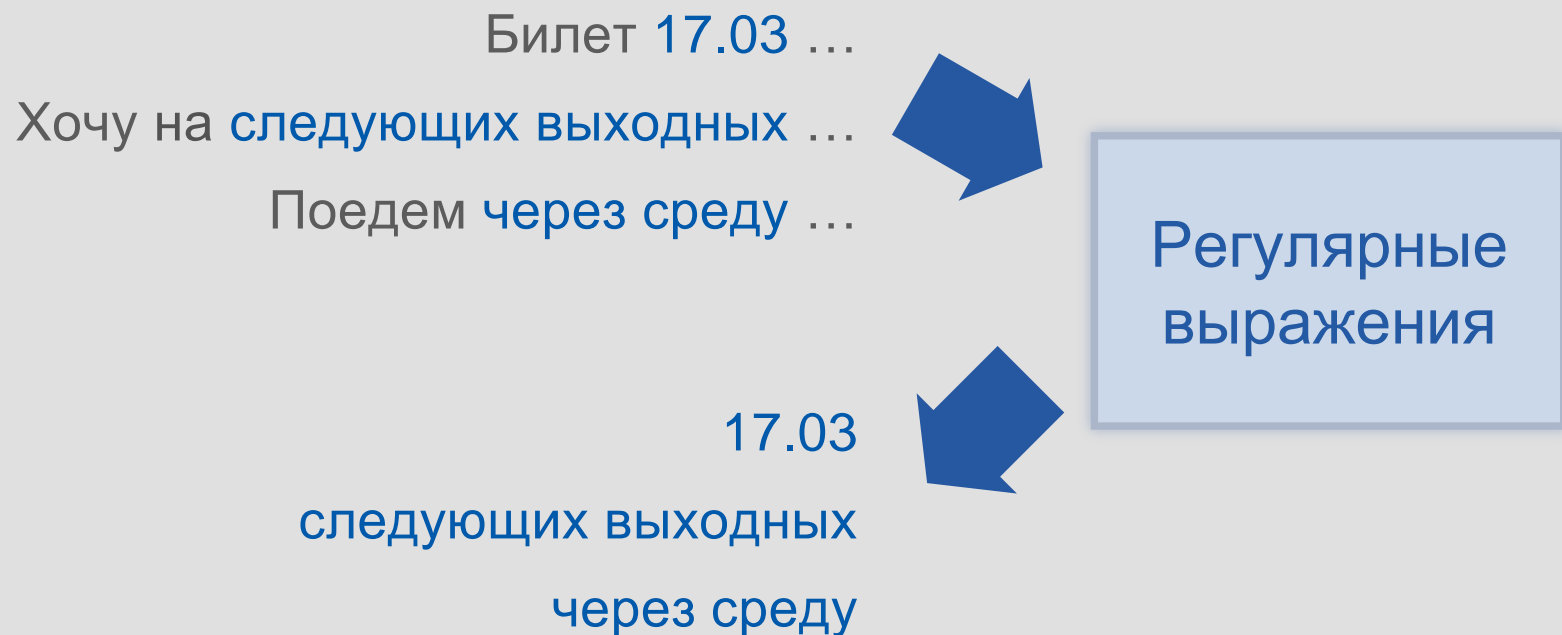 Билет 17.03 …
Хочу на следующих выходных …
Поедем через среду …
Регулярные
выражения
17.03
следующих выходных
через среду